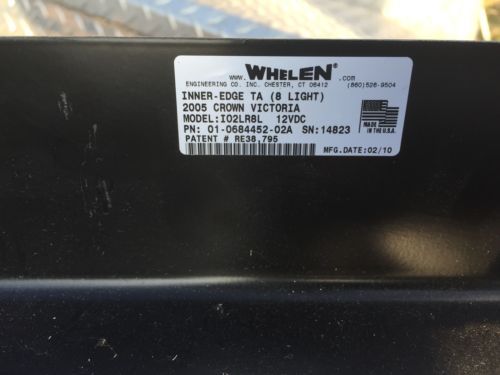 www.WHELEN.com
ENGINEERING CO. INC. CHESTER, CT 06412 (860)526-9504
INNER-EDGE TA (8 LIGHT)
2005 CROWN VICTORIA
MODEL:IO2LR8L 12VDC
PN: 01-0684452-02A SN:14823
PATENT # RE38,795
MADE IN THE U.S.A.
MFG.DATE:02/10